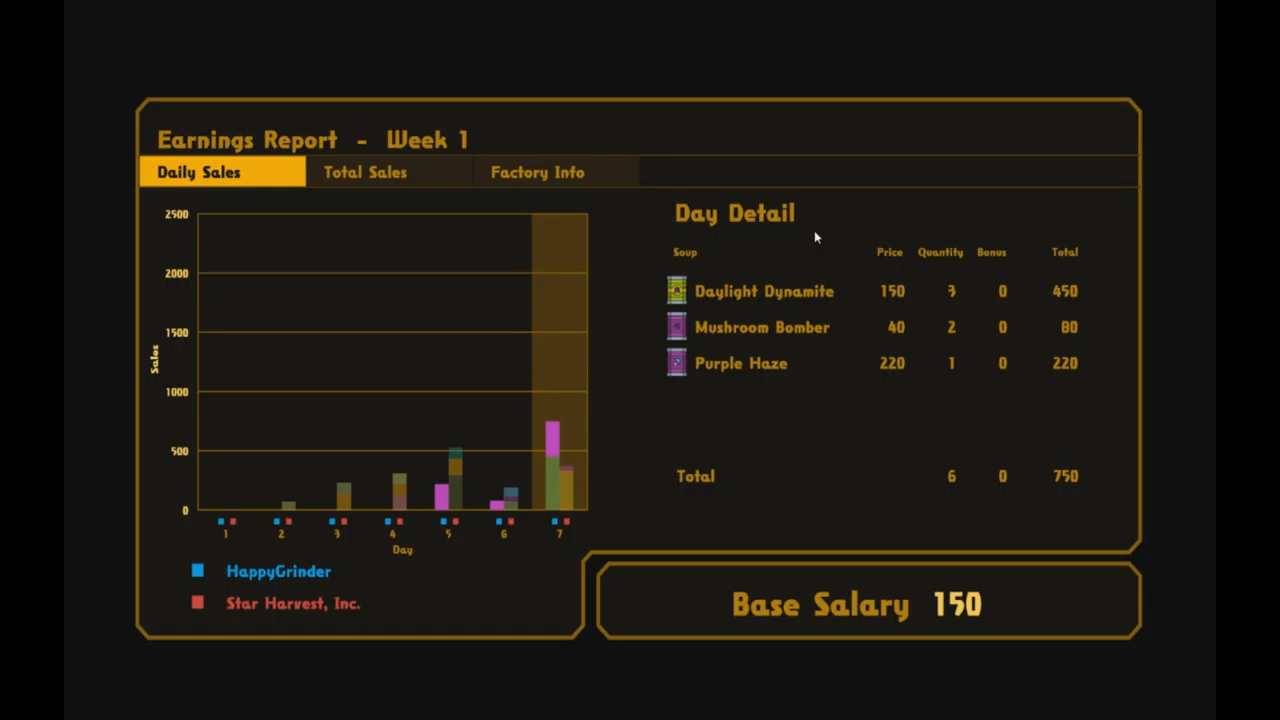 Earnings Report - Week 1
Daily Sales Total Sales Factory Info
2500
2000
1500
1000
500
0
Sales
1 2 3 4 5 6 7
Day
HappyGrinder
Star Harvest, Inc.
Day Detail
Soup Price Quantity Bonus Total
Daylight Dynamite 150 3 0 450
Mushroom Bomber 40 2 0 80
Purple Haze 220 1 0 220
Total 6 0 750
Base Salary 150